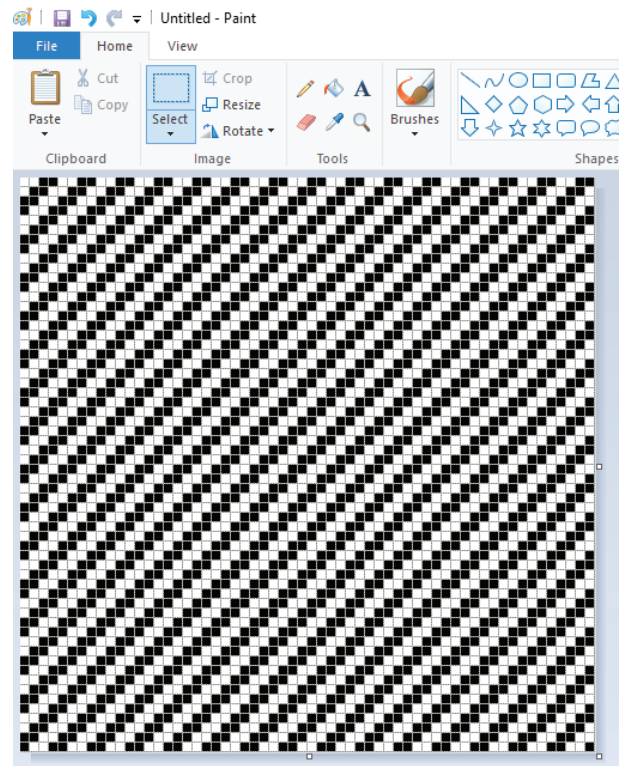 Untitled - Paint
File Home View
Cut
Copy
Paste
Crop
Resize
Rotate
Select
A
Brushes
Clipboard Image Tools Shapes